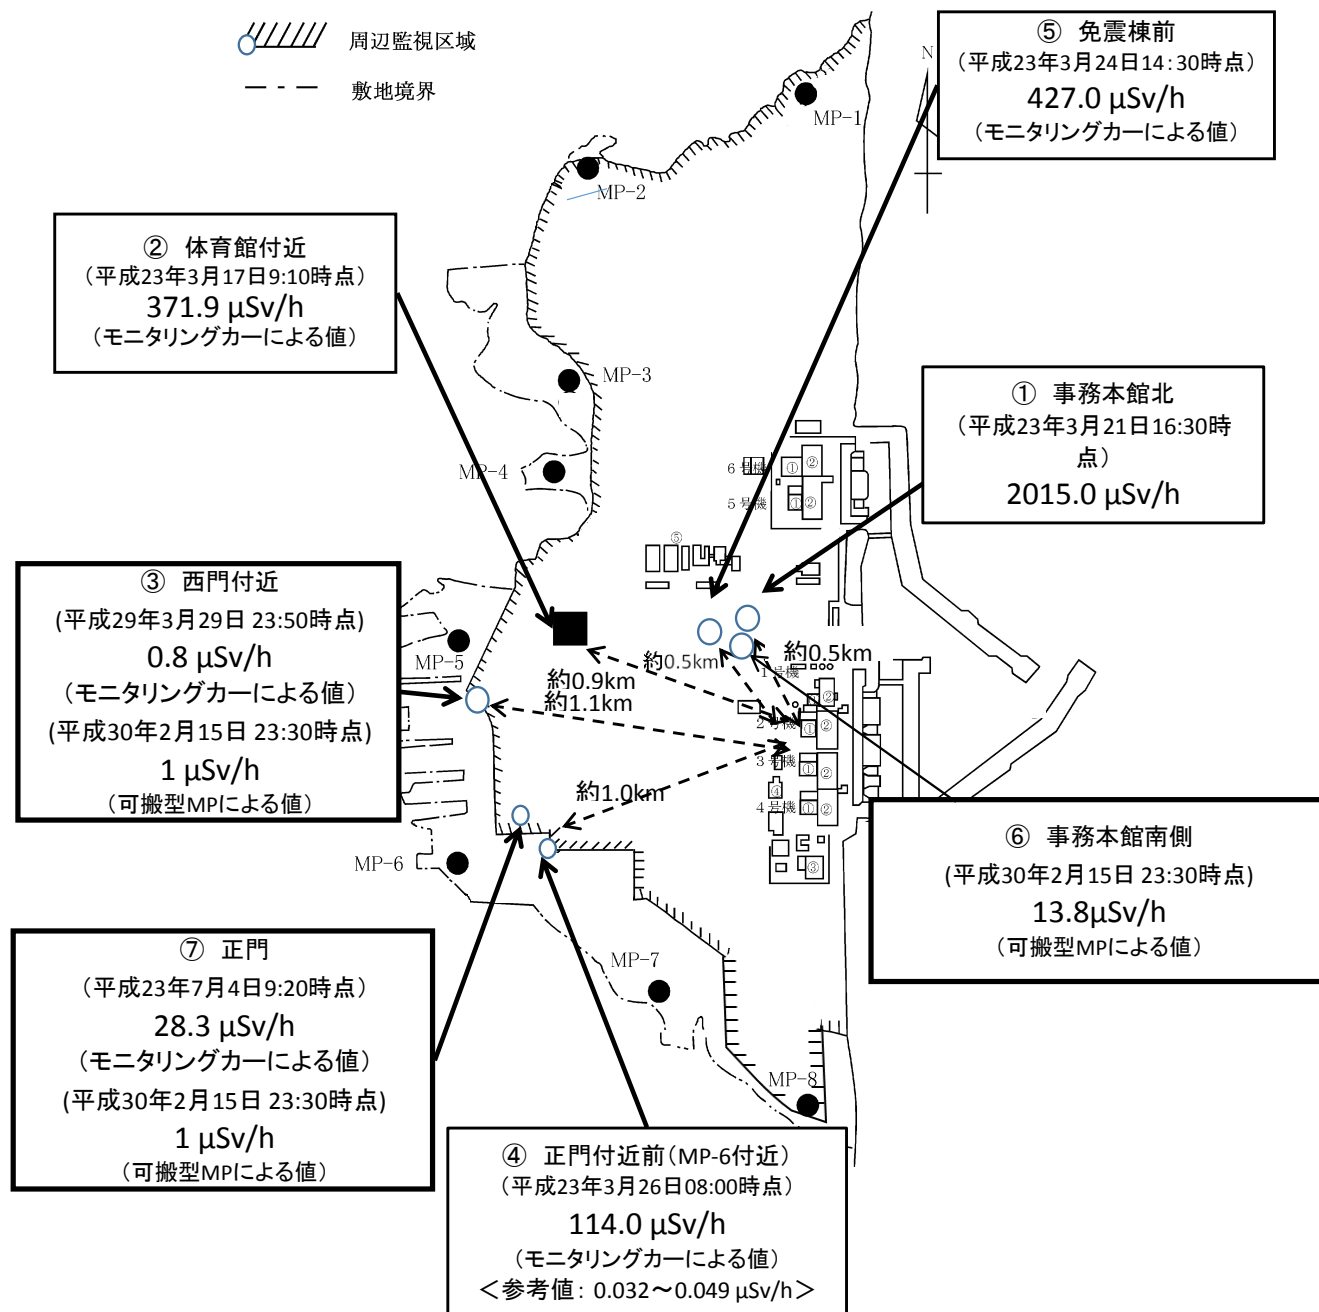 周辺監視区域
敷地境界
⑤ 免震棟前
(平成23年3月24日14:30時点)
427.0 μSv/h
(モニタリングカーによる値)
N
MP-1
MP-2
② 体育館付近
(平成23年3月17日9:10時点)
371.9 μSv/h
(モニタリングカーによる値)
MP-3
① 事務本館北
(平成23年3月21日16:30時
点)
2015.0 μSv/h
MP-4
6号機
① ②
5号機
① ②
⑤
③ 西門付近
(平成29年3月29日 23:50時点)
0.8 μSv/h
(モニタリングカーによる値)
(平成30年2月15日 23:30時点)
1 μSv/h
(可搬型MPによる値)
MP-5
約0.5km
約0.5km
約0.9km
約1.1km
1号機
① ②
2号機
① ②
3号機
① ②
④
4号機
① ②
③
約1.0km
MP-6
⑥ 事務本館南側
(平成30年2月15日 23:30時点)
13.8μSv/h
(可搬型MPによる値)
⑦ 正門
(平成23年7月4日9:20時点)
28.3 μSv/h
(モニタリングカーによる値)
(平成30年2月15日 23:30時点)
1 μSv/h
(可搬型MPによる値)
MP-7
MP-8
④ 正門付近前(MP-6付近)
(平成23年3月26日08:00時点)
114.0 μSv/h
(モニタリングカーによる値)
<参考値: 0.032～0.049 μSv/h>